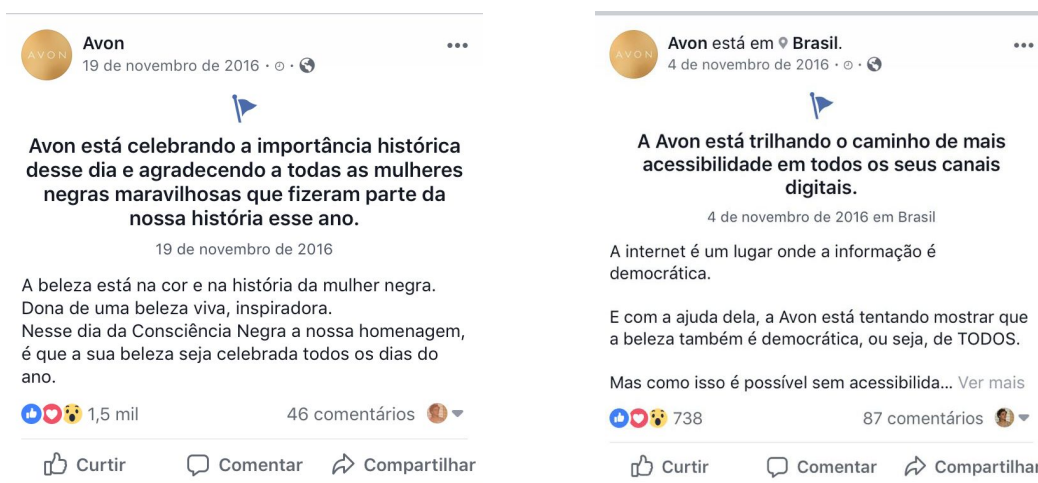 AVON
Avon
19 de novembro de 2016
Avon está celebrando a importância histórica
desse dia e agradecendo a todas as mulheres
negras maravilhosas que fizeram parte da
nossa história esse ano.
19 de novembro de 2016
A beleza está na cor e na história da mulher negra.
Dona de uma beleza viva, inspiradora.
Nesse dia da Consciência Negra a nossa homenagem,
é que a sua beleza seja celebrada todos os dias do
ano.
1,5 mil
46 comentários
Curtir
Comentar
Compartilhar
AVON
Avon está em Brasil.
4 de novembro de 2016
A Avon está trilhando o caminho de mais
acessibilidade em todos os seus canais
digitais.
4 de novembro de 2016 em Brasil
A internet é um lugar onde a informação é
democrática.
E com a ajuda dela, a Avon está tentando mostrar que
a beleza também é democrática, ou seja, de TODOS.
Mas como isso é possível sem acessibilida... Ver mais
738
87 comentários
Curtir
Comentar
Compartilhar